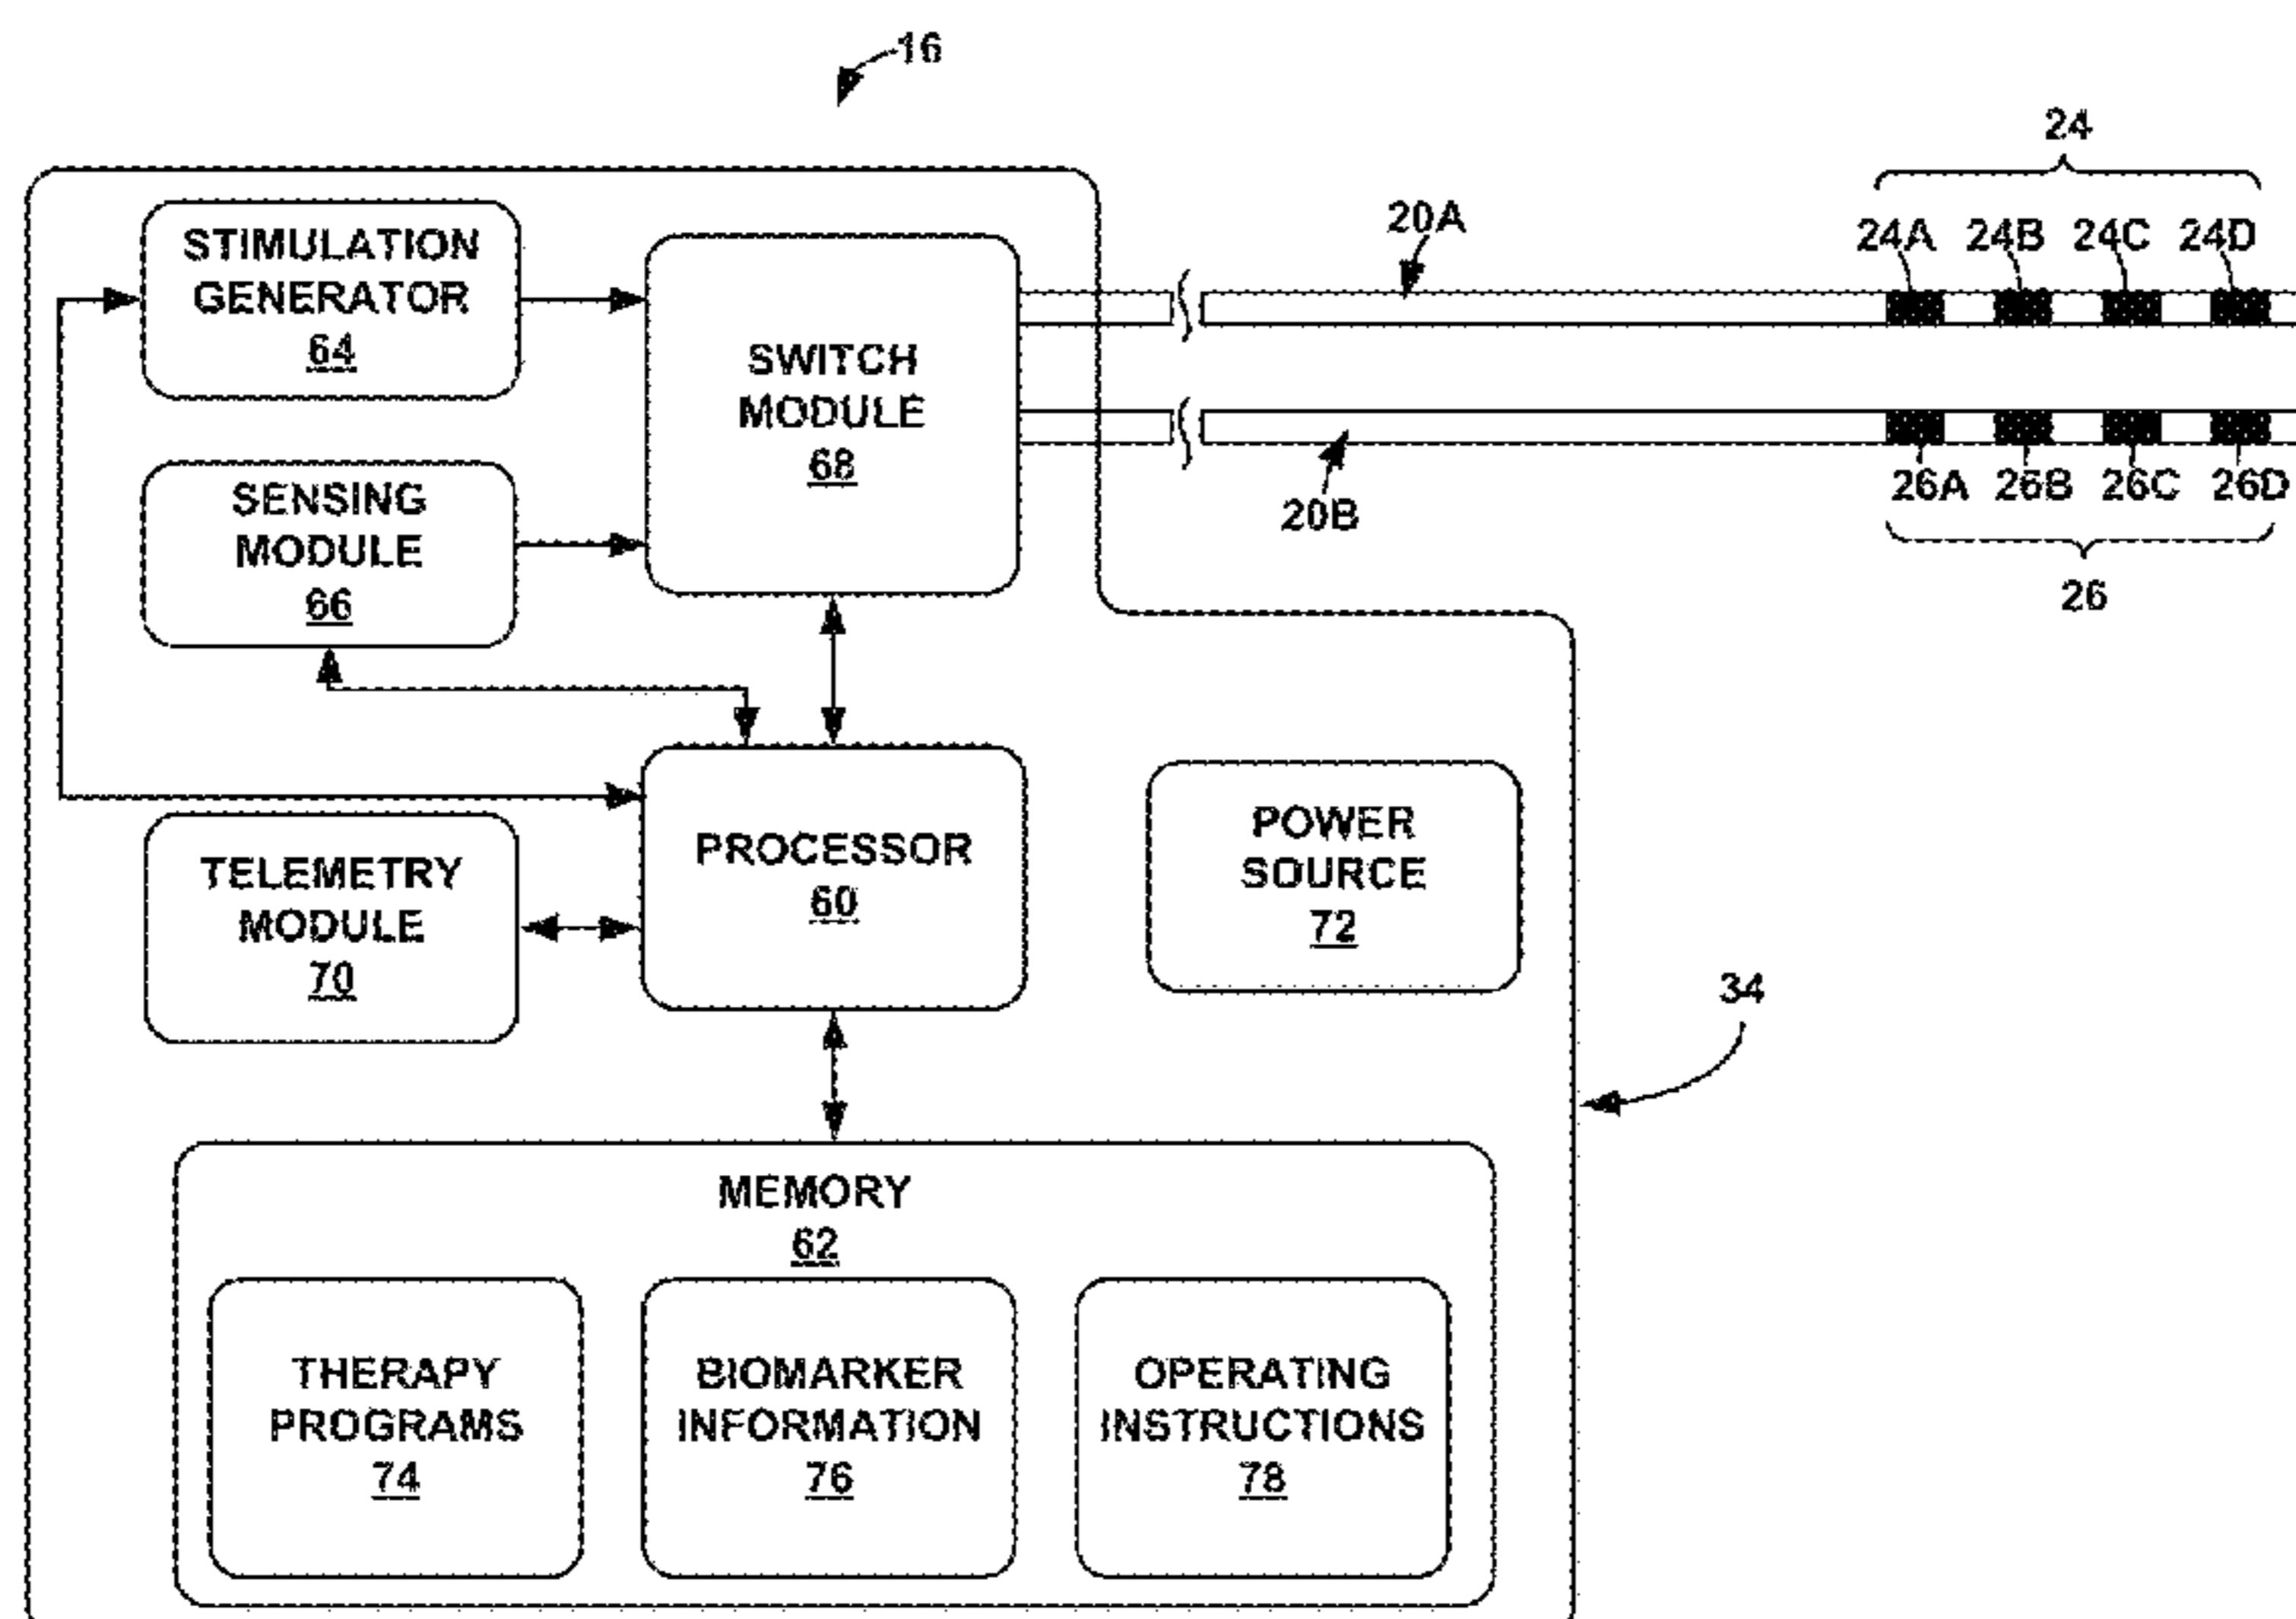 16
24
24A 24B 24C 24D
20A
STIMULATION
GENERATOR
64
SWITCH
MODULE
68
SENSING
MODULE
66
20B
26A 26B 26C 26D
26
PROCESSOR
60
POWER
SOURCE
72
TELEMETRY
MODULE
70
34
MEMORY
62
THERAPY
PROGRAMS
74
BIOMARKER
INFORMATION
76
OPERATING
INSTRUCTIONS
78